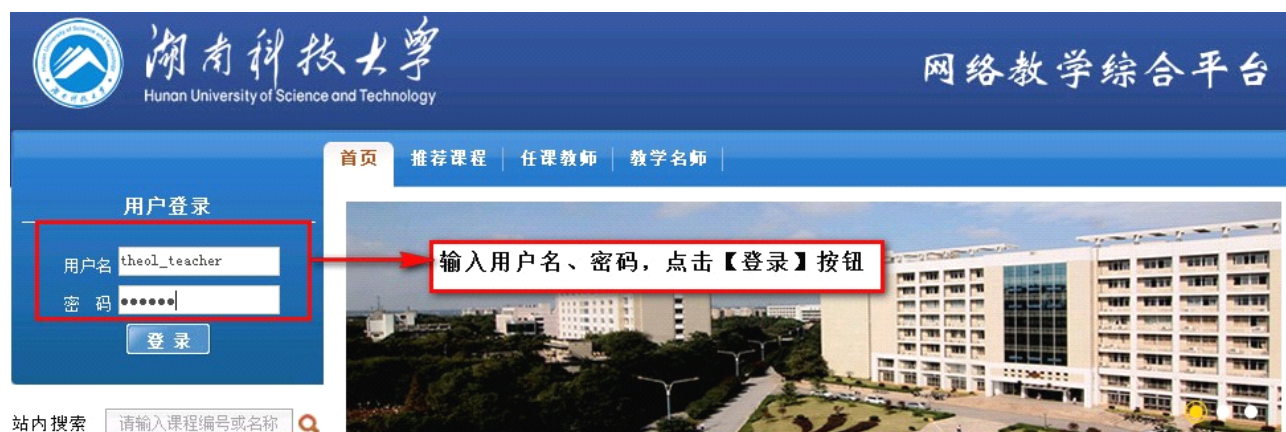 湖南科技大学
Hunan University of Science and Technology
网络教学综合平台
首页 推荐课程 任课教师 教学名师
用户登录
用户名 theol_teacher
密 码 ●●●●●●
登 录
输入用户名、密码，点击【登录】按钮
站内搜索 请输入课程编号或名称